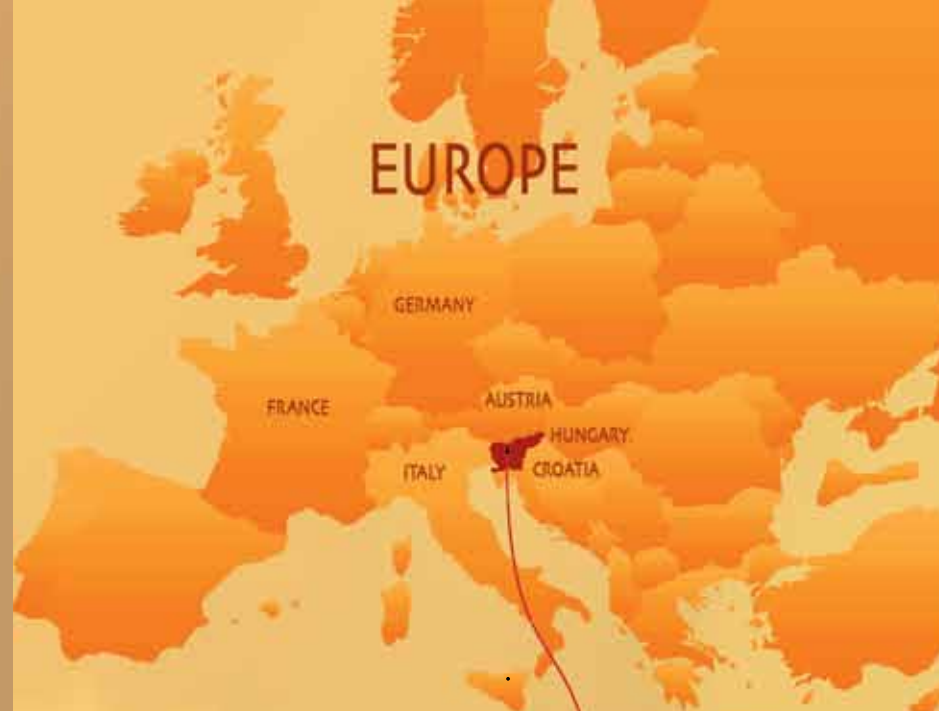 EUROPE
GERMANY
FRANCE
AUSTRIA
HUNGARY
ITALY
CROATIA